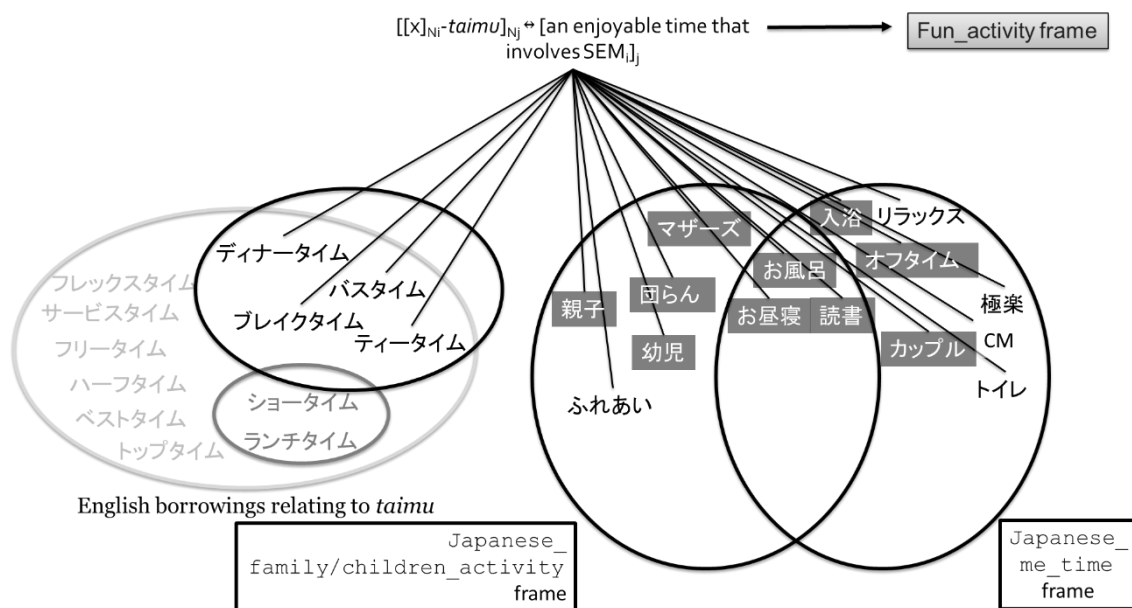 [[x]Ni-taimu]Nj ↔ [an enjoyable time that
involves SEMi]j
Fun_activity frame
ディナータイム
バスタイム
ブレイクタイム
ティータイム
フレックスタイム
サービスタイム
フリータイム
ハーフタイム
ベストタイム
トップタイム
ショータイム
ランチタイム
English borrowings relating to taimu
マザーズ
親子
団らん
幼児
ふれあい
入浴
お風呂
お昼寝
読書
リラックス
オフタイム
極楽
CM
カップル
トイレ
Japanese_
family/children_activity
frame
Japanese_
me_time
frame